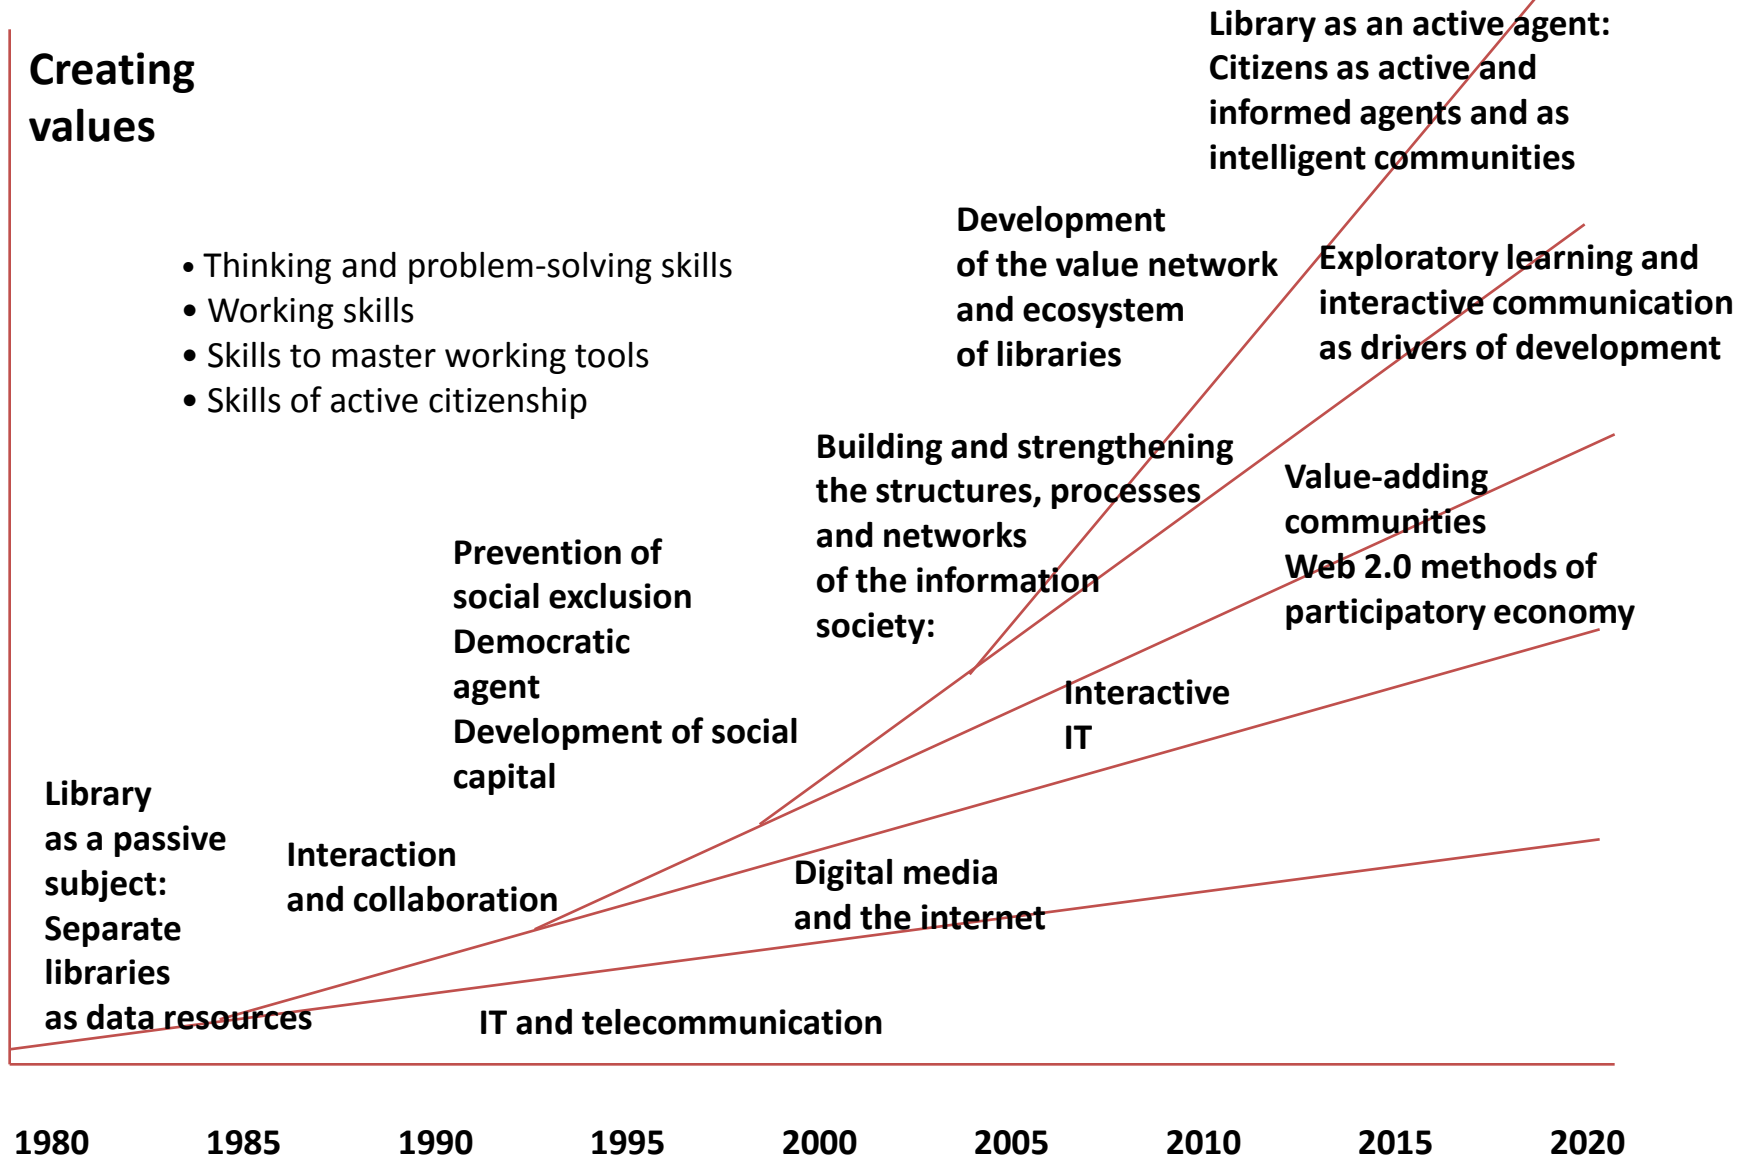 Creating
values
Library as an active agent:
Citizens as active and
informed agents and as
intelligent communities
Development
of the value network
and ecosystem
of libraries
Exploratory learning and
interactive communication
as drivers of development
• Thinking and problem-solving skills
• Working skills
• Skills to master working tools
• Skills of active citizenship
Building and strengthening
the structures, processes
and networks
of the information
society:
Value-adding
communities
Web 2.0 methods of
participatory economy
Prevention of
social exclusion
Democratic
agent
Development of social
capital
Interactive
IT
Library
as a passive
subject:
Separate
libraries
as data resources
Interaction
and collaboration
Digital media
and the internet
IT and telecommunication
1980 1985 1990 1995 2000 2005 2010 2015 2020